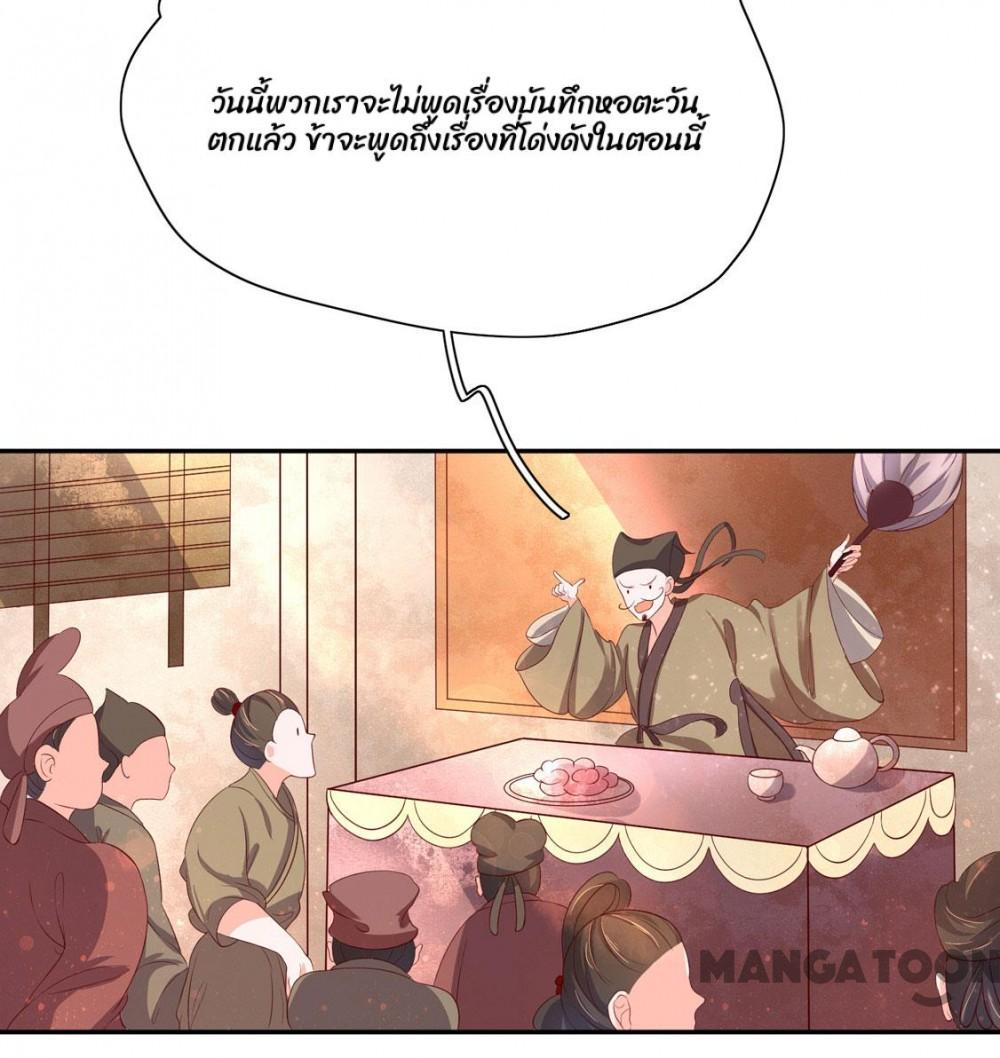 วันนี้พวกเราจะไม่พูดเรื่องบันทึกหอตะวัน
ตกแล้ว ข้าจะพูดถึงเรื่องที่โด่งดังในตอนนี้
MANGATOON